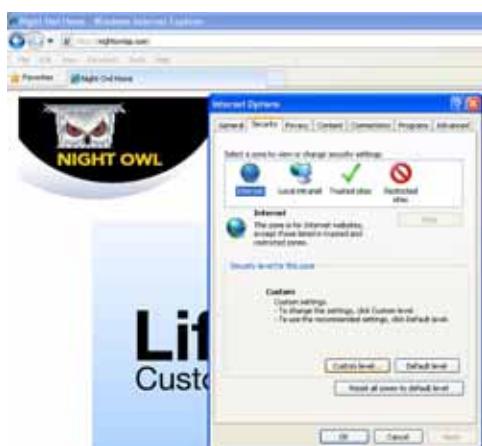 Night Owl Home - Windows Internet Explorer
nightowlsp.com
Favorites
Night Owl Home
NIGHT OWL
Lif
Custo
Internet Options
General Security Privacy Content Connections Programs Advanced
Select a zone to view or change security settings.
Internet
Local intranet
Trusted sites
Restricted
sites
Internet
This zone is for Internet websites,
except those listed in trusted and
restricted zones.
Sites
Security level for this zone
Custom
Custom settings.
- To change the settings, click Custom level.
- To use the recommended settings, click Default level.
Custom level... Default level
Reset all zones to default level
OK Cancel Apply